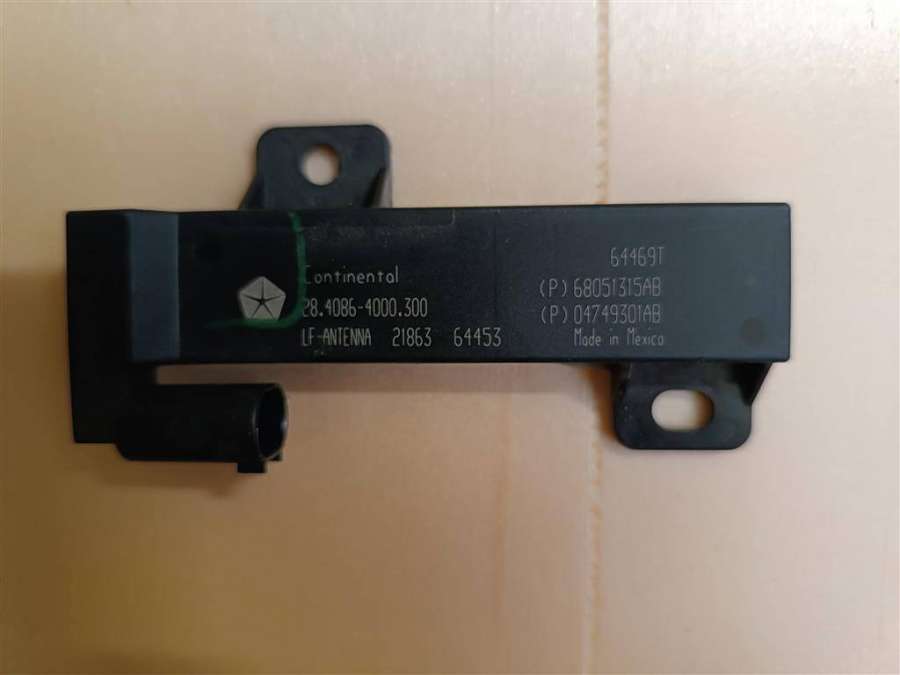 Continental
28.4086-4000.300
LF-ANTENNA 21863 64453
64469T
(P) 68051315AB
(P) 04749301AB
Made in Mexico